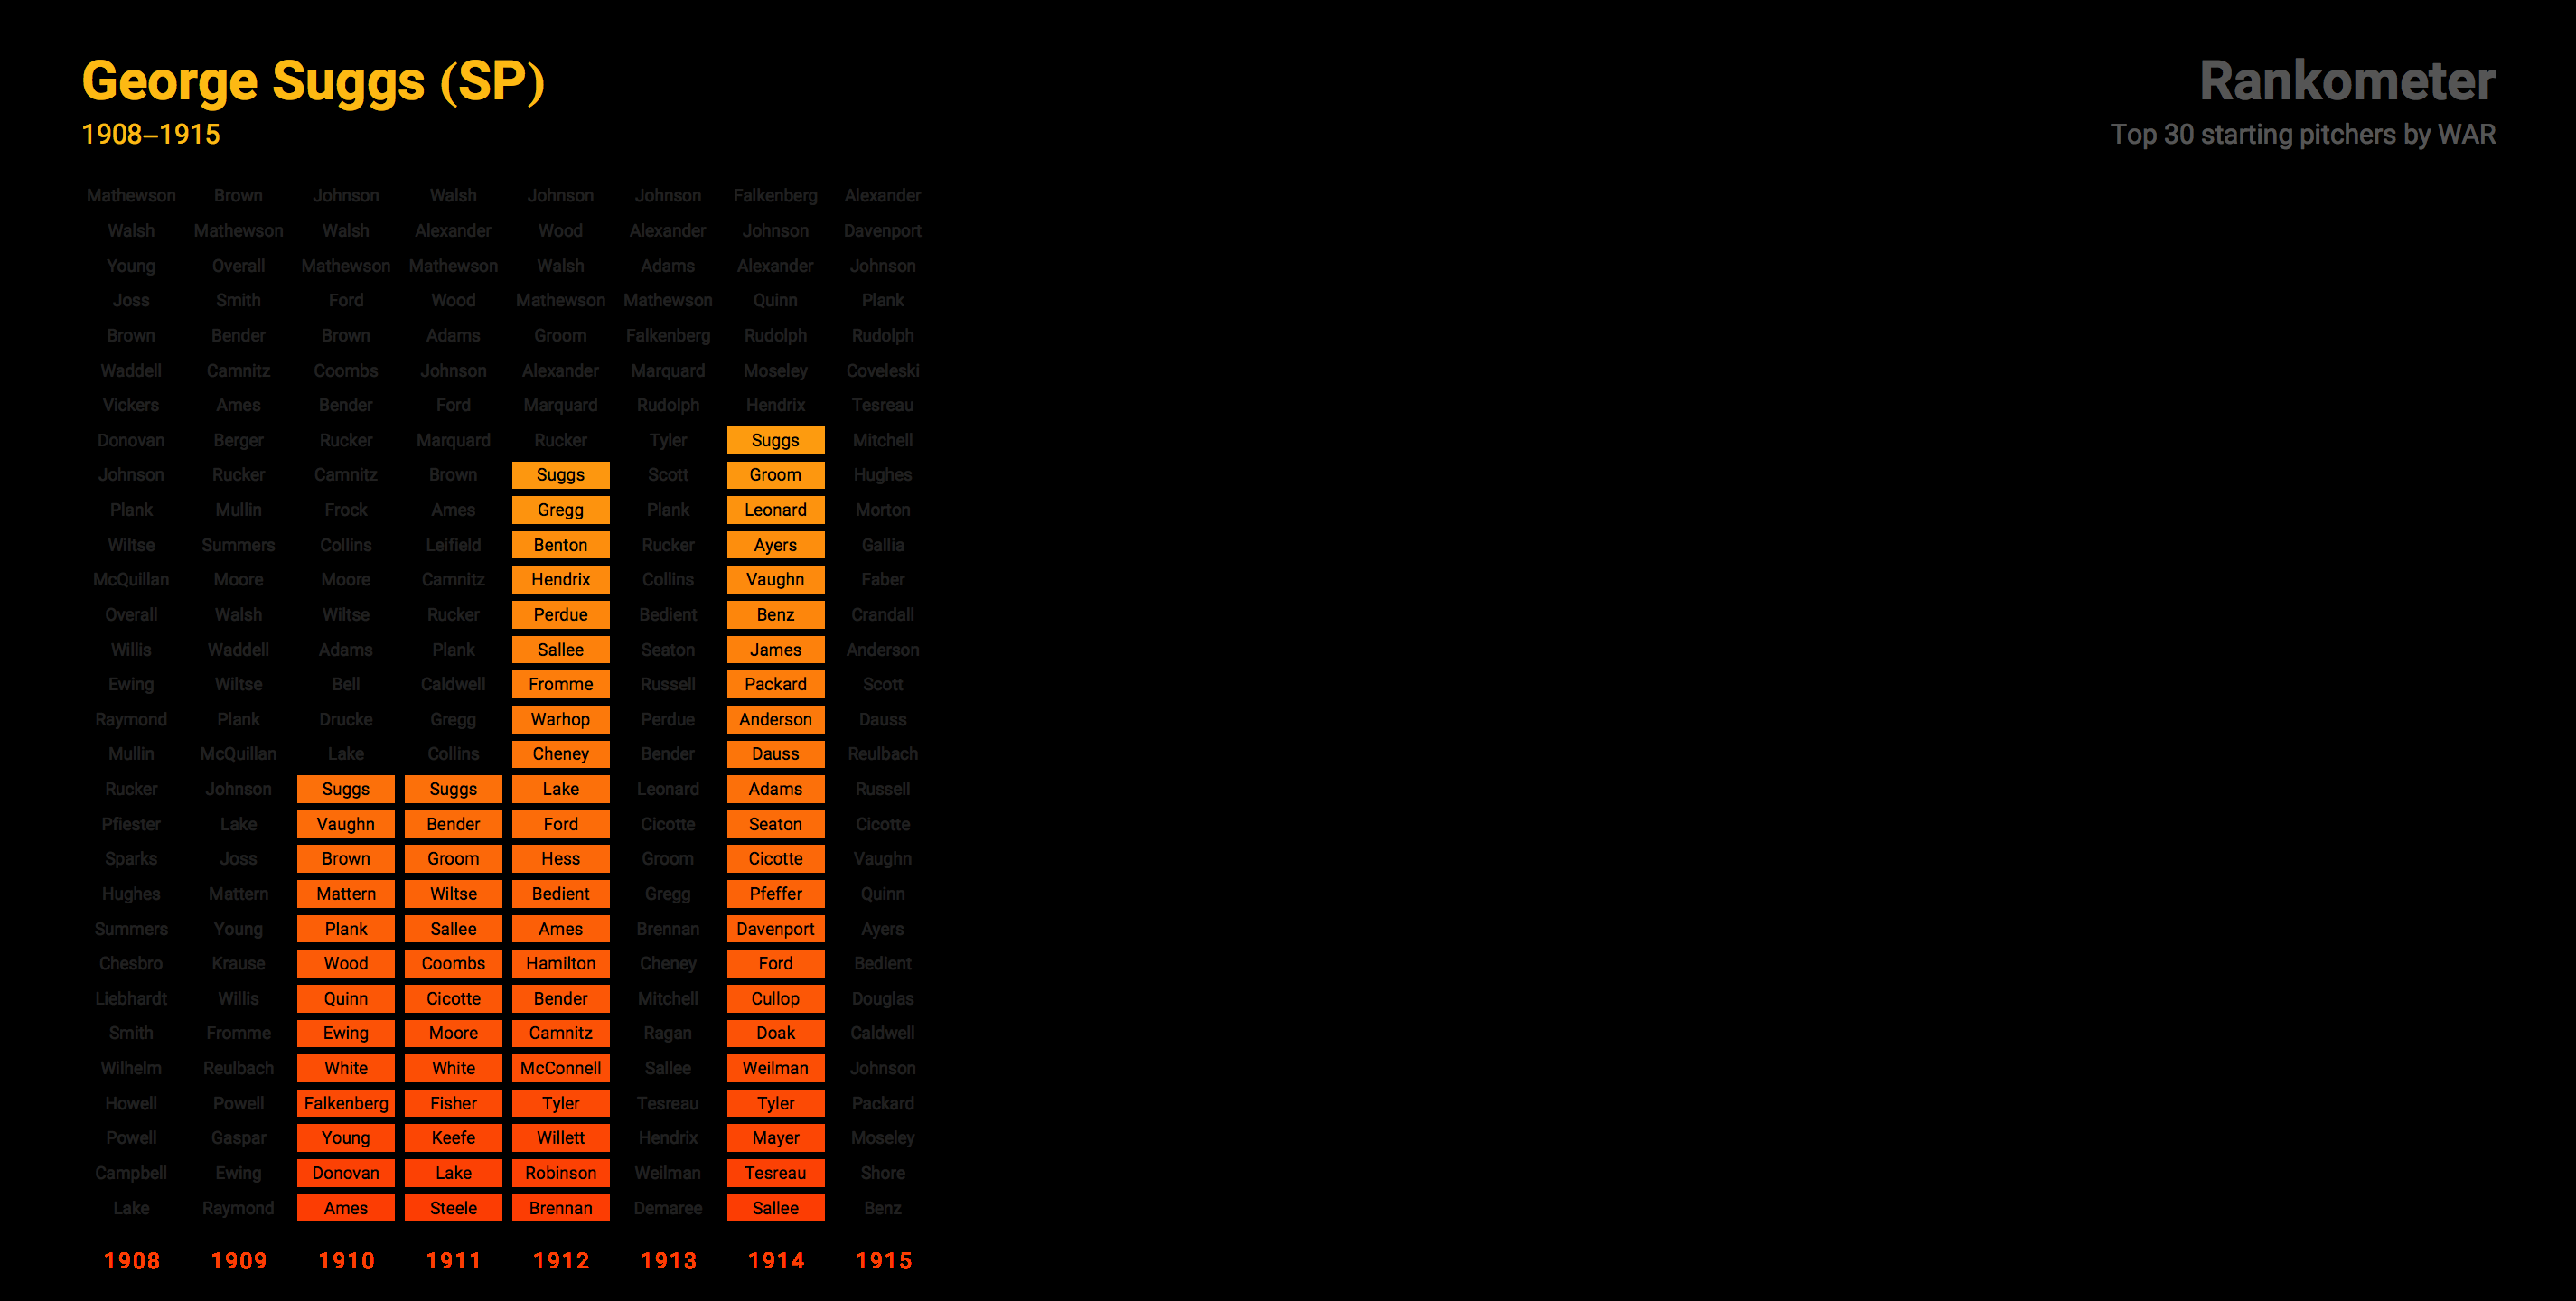 George Suggs (SP)
1908–1915
Rankometer
Top 30 starting pitchers by WAR
Mathewson Brown Johnson Walsh Johnson Johnson Falkenberg Alexander
Walsh Mathewson Walsh Alexander Wood Alexander Johnson Davenport
Young Overall Mathewson Mathewson Walsh Adams Alexander Johnson
Joss Smith Ford Wood Mathewson Mathewson Quinn Plank
Brown Bender Brown Adams Groom Falkenberg Rudolph Rudolph
Waddell Camnitz Coombs Johnson Alexander Marquard Moseley Coveleski
Vickers Ames Bender Ford Marquard Rudolph Hendrix Tesreau
Donovan Berger Rucker Marquard Rucker Tyler Suggs Mitchell
Johnson Rucker Camnitz Brown Suggs Scott Groom Hughes
Plank Mullin Frock Ames Gregg Plank Leonard Morton
Wiltse Summers Collins Leifield Benton Rucker Ayers Gallia
McQuillan Moore Moore Camnitz Hendrix Collins Vaughn Faber
Overall Walsh Wiltse Rucker Perdue Bedient Benz Crandall
Willis Waddell Adams Plank Sallee Seaton James Anderson
Ewing Wiltse Bell Caldwell Fromme Russell Packard Scott
Raymond Plank Drucke Gregg Warhop Perdue Anderson Dauss
Mullin McQuillan Lake Collins Cheney Bender Dauss Reulbach
Rucker Johnson Suggs Suggs Lake Leonard Adams Russell
Pfiester Lake Vaughn Bender Ford Cicotte Seaton Cicotte
Sparks Joss Brown Groom Hess Groom Cicotte Vaughn
Hughes Mattern Mattern Wiltse Bedient Gregg Pfeffer Quinn
Summers Young Plank Sallee Ames Brennan Davenport Ayers
Chesbro Krause Wood Coombs Hamilton Cheney Ford Bedient
Liebhardt Willis Quinn Cicotte Bender Mitchell Cullop Douglas
Smith Fromme Ewing Moore Camnitz Ragan Doak Caldwell
Wilhelm Reulbach White White McConnell Sallee Weilman Johnson
Howell Powell Falkenberg Fisher Tyler Tesreau Tyler Packard
Powell Gaspar Young Keefe Willett Hendrix Mayer Moseley
Campbell Ewing Donovan Lake Robinson Weilman Tesreau Shore
Lake Raymond Ames Steele Brennan Demaree Sallee Benz
1908 1909 1910 1911 1912 1913 1914 1915